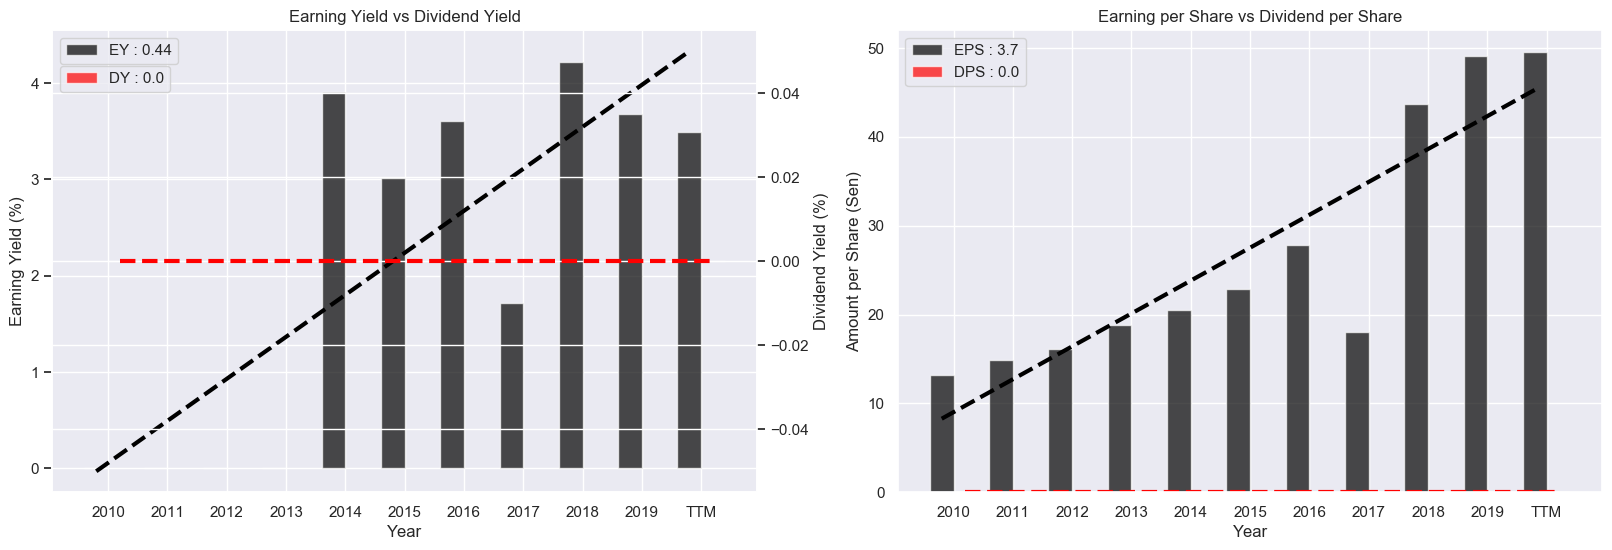 Earning Yield vs Dividend Yield
EY : 0.44
DY : 0.0
4
3
2
1
0
Earning Yield (%)
0.04
0.02
0.00
−0.02
−0.04
Dividend Yield (%)
2010 2011 2012 2013 2014 2015 2016 2017 2018 2019 TTM
Year
Earning per Share vs Dividend per Share
EPS : 3.7
DPS : 0.0
50
40
30
20
10
0
Amount per Share (Sen)
2010 2011 2012 2013 2014 2015 2016 2017 2018 2019 TTM
Year